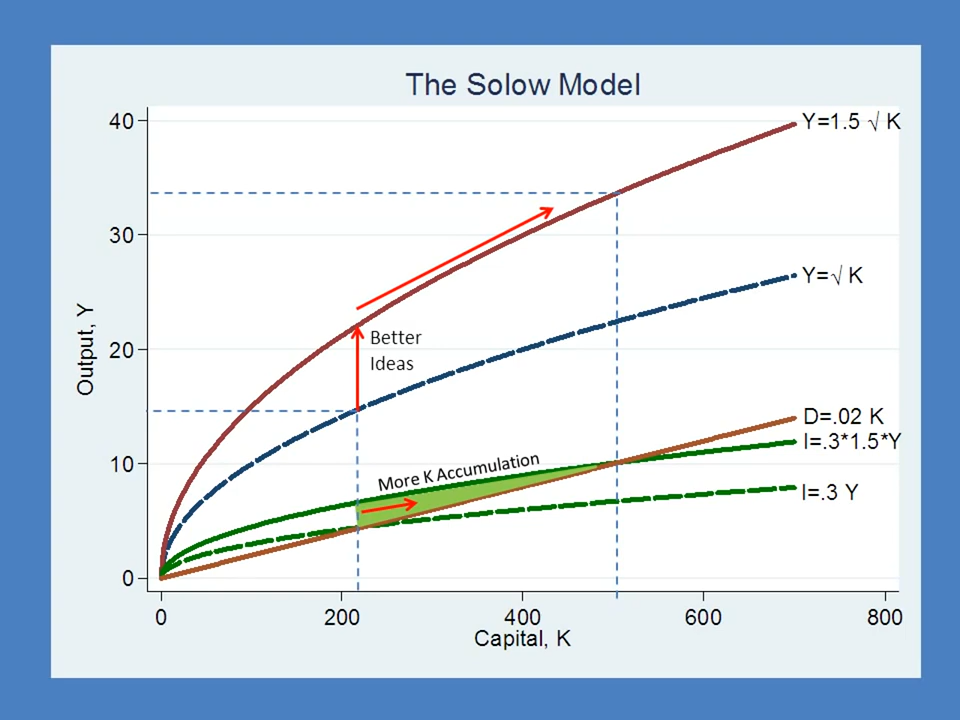 The Solow Model
40
Y=1.5 √ K
30
Y=√ K
Output, Y
Better
Ideas
20
D=.02 K
I=.3*1.5*Y
10
More K Accumulation
I=.3 Y
0
0 200 400 600 800
Capital, K